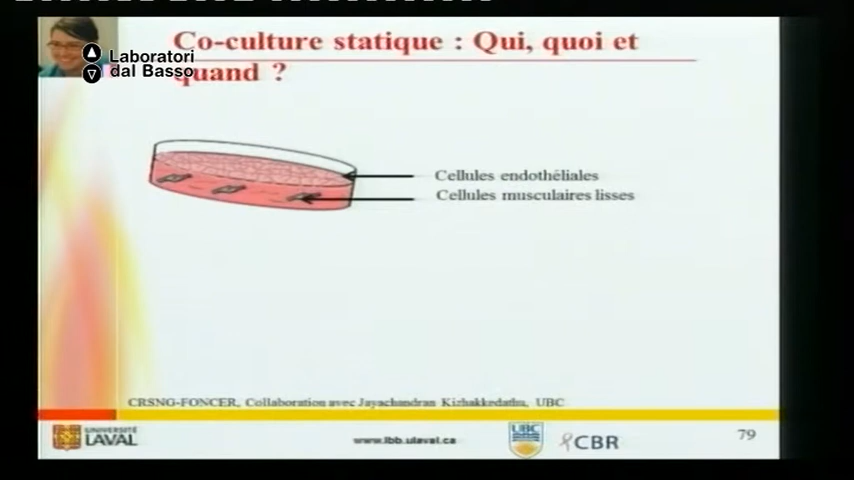 Laboratori
dal Basso
Co-culture statique : Qui, quoi et
quand ?
Cellules endothéliales
Cellules musculaires lisses
CRSNG-FONCER, Collaboration avec Jayachandran Kizhakkedathu, UBC
UNIVERSITÉ
LAVAL
www.lbb.ulaval.ca
UBC
CBR
79